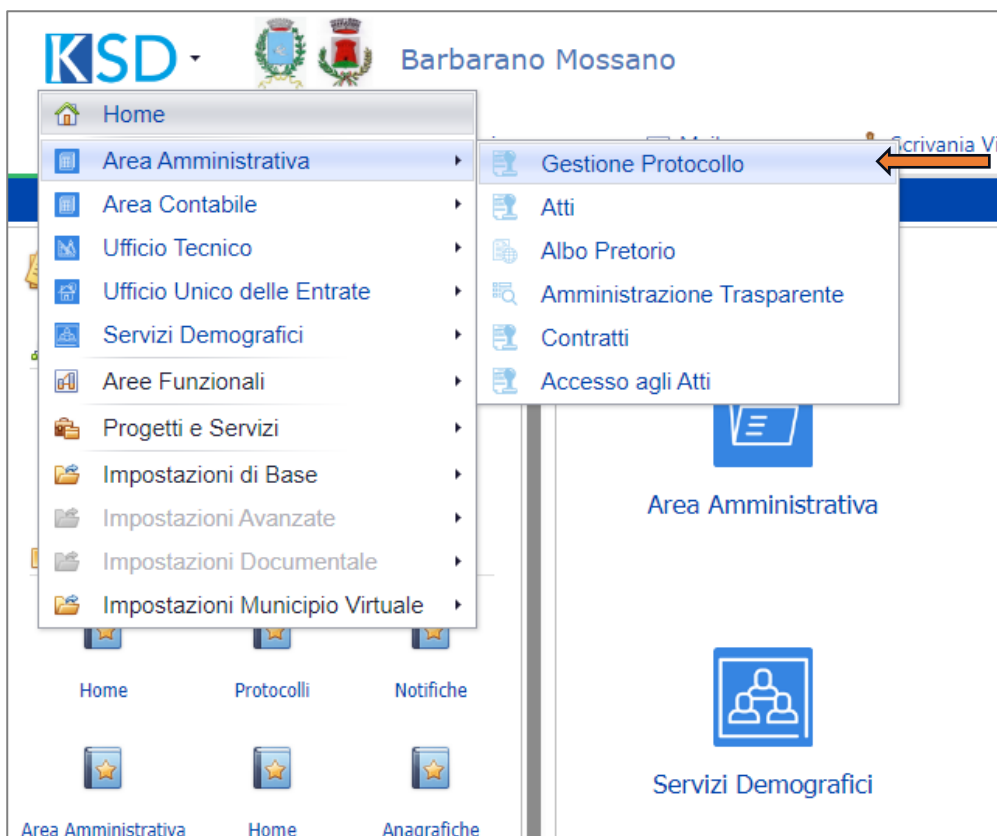 KSD
Barbarano Mossano
Home
Scrivania Vi
Area Amministrativa
Area Contabile
Ufficio Tecnico
Ufficio Unico delle Entrate
Servizi Demografici
Aree Funzionali
Progetti e Servizi
Impostazioni di Base
Impostazioni Avanzate
Impostazioni Documentale
Impostazioni Municipio Virtuale
Gestione Protocollo
Atti
Albo Pretorio
Amministrazione Trasparente
Contratti
Accesso agli Atti
Area Amministrativa
Home
Protocolli
Notifiche
Servizi Demografici
Area Amministrativa
Home
Anagrafiche